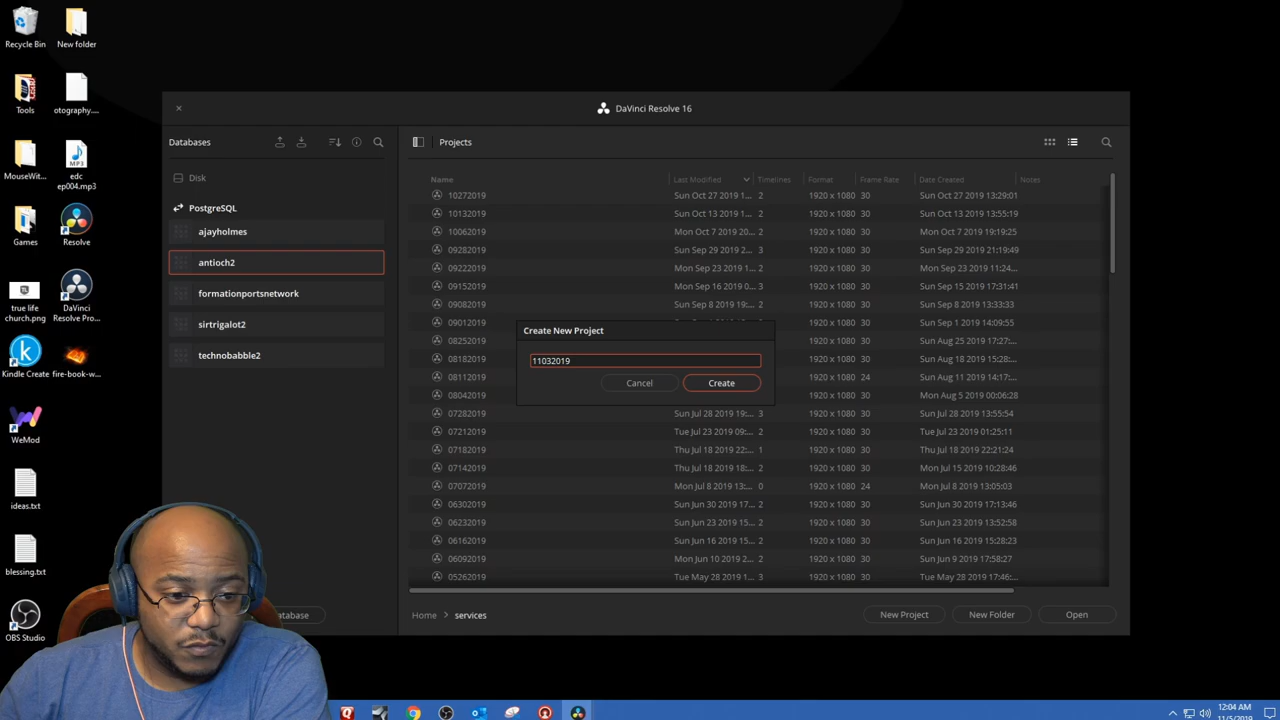 Recycle Bin
New folder
Tools
otography....
MouseWit...
edc
ep004.mp3
Games
Resolve
true life
church.png
DaVinci
Resolve Pro...
Kindle Create
fire-book-w...
WeMod
ideas.txt
blessing.txt
OBS Studio
DaVinci Resolve 16
Databases
Disk
PostgreSQL
ajayholmes
antioch2
formationportsnetwork
sirtrigalot2
technobabble2
Projects
Name Last Modified Timelines Format Frame Rate Date Created Notes
10272019 Sun Oct 27 2019 1... 2 1920 x 1080 30 Sun Oct 27 2019 13:29:01
10132019 Sun Oct 13 2019 1... 2 1920 x 1080 30 Sun Oct 13 2019 13:55:19
10062019 Mon Oct 7 2019 20... 2 1920 x 1080 30 Mon Oct 7 2019 19:19:25
09282019 Sun Sep 29 2019 2... 3 1920 x 1080 30 Sun Sep 29 2019 21:19:49
09222019 Mon Sep 23 2019 ... 2 1920 x 1080 30 Mon Sep 23 2019 11:24...
09152019 Mon Sep 16 2019 0... 3 1920 x 1080 30 Sun Sep 15 2019 17:31:41
09082019 Sun Sep 8 2019 19:... 2 1920 x 1080 30 Sun Sep 8 2019 13:33:33
09012019 Sun Sep 1 2019 14:09:55
08252019 Sun Aug 25 2019 17:27:...
08182019 Sun Aug 18 2019 15:28:...
08112019 Sun Aug 11 2019 14:17:...
08042019 Mon Aug 5 2019 00:06:28
07282019 Sun Jul 28 2019 19:... 3 1920 x 1080 30 Sun Jul 28 2019 13:55:54
07212019 Tue Jul 23 2019 09:... 2 1920 x 1080 30 Tue Jul 23 2019 01:25:11
07182019 Thu Jul 18 2019 22:... 1 1920 x 1080 30 Thu Jul 18 2019 22:21:24
07142019 Thu Jul 18 2019 18:... 2 1920 x 1080 30 Mon Jul 15 2019 10:28:46
07072019 Mon Jul 8 2019 13:... 0 1920 x 1080 24 Mon Jul 8 2019 13:05:03
06302019 Sun Jun 30 2019 17:... 2 1920 x 1080 30 Sun Jun 30 2019 17:13:46
06232019 Sun Jun 23 2019 15:... 2 1920 x 1080 30 Sun Jun 23 2019 13:52:58
06162019 Sun Jun 16 2019 17:... 2 1920 x 1080 30 Sun Jun 16 2019 15:28:23
06092019 Mon Jun 10 2019 2... 2 1920 x 1080 30 Sun Jun 9 2019 17:58:27
05262019 Tue May 28 2019 1... 3 1920 x 1080 30 Tue May 28 2019 17:46:...
Create New Project
11032019
Cancel Create
Home > services
New Project New Folder Open
12:04 AM
11/5/2019